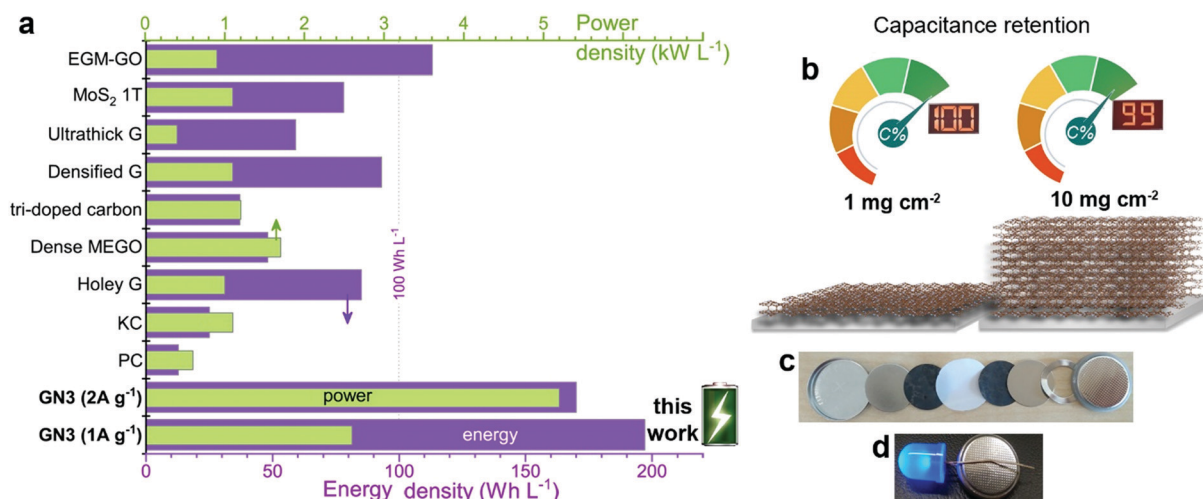 a
0 1 2 3 4 5 Power
density (kW L⁻¹)
EGM-GO
MoS₂ 1T
Ultrathick G
Densified G
tri-doped carbon
Dense MEGO
Holey G
KC
PC
GN3 (2A g⁻¹)
GN3 (1A g⁻¹)
100 Wh L⁻¹
power
energy
this
work
0 50 100 150 200
Energy density (Wh L⁻¹)
Capacitance retention
b
C% 100
C% 99
1 mg cm⁻² 10 mg cm⁻²
c
d